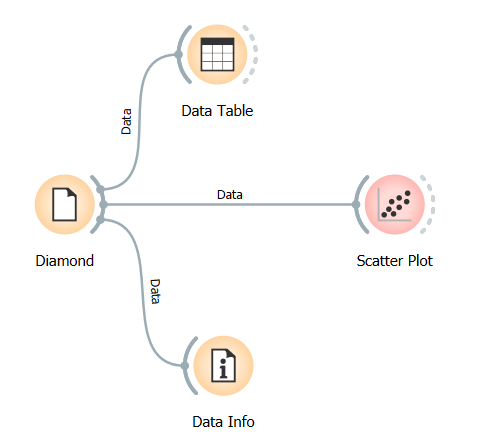 Data Table
Data
Data
Diamond
Scatter Plot
Data
Data Info